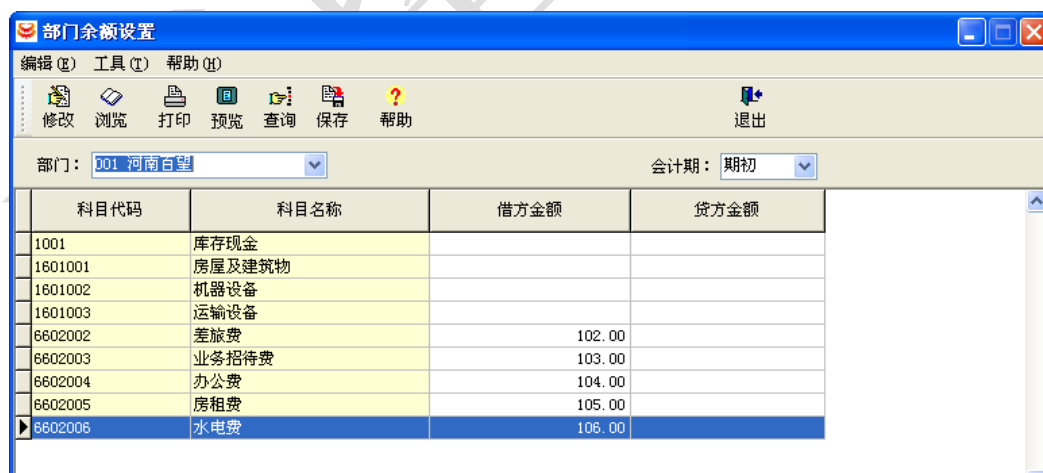 部门余额设置
编辑(E) 工具(T) 帮助(H)
修改 浏览 打印 预览 查询 保存 帮助 退出
部门: 001 河南百望 会计期: 期初
科目代码 科目名称 借方金额 贷方金额
1001 库存现金
1601001 房屋及建筑物
1601002 机器设备
1601003 运输设备
6602002 差旅费 102.00
6602003 业务招待费 103.00
6602004 办公费 104.00
6602005 房租费 105.00
6602006 水电费 106.00